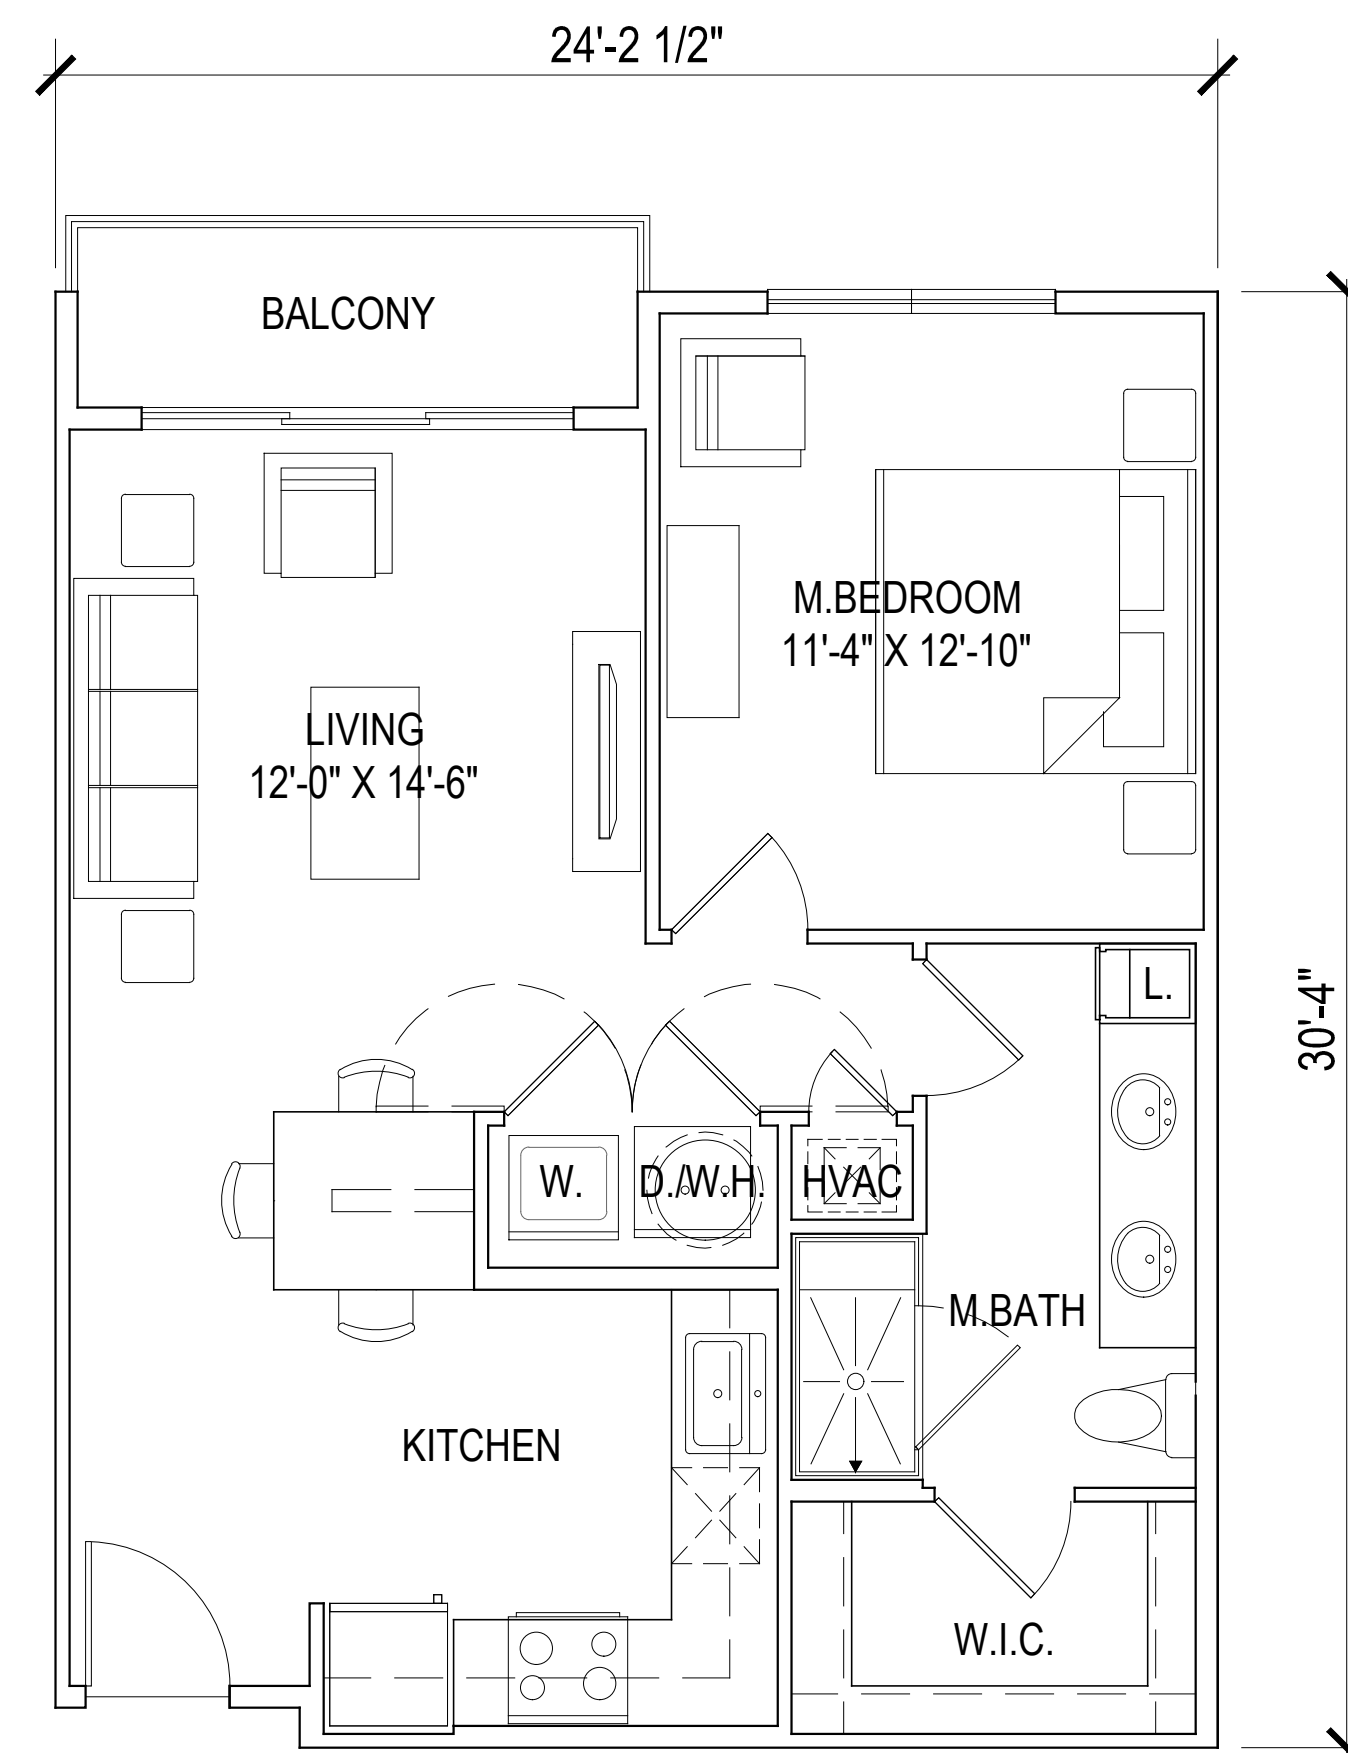 24'-2 1/2"
BALCONY
M.BEDROOM
11'-4" X 12'-10"
LIVING
12'-0" X 14'-6"
L.
30'-4"
W.
D./W.H.
HVAC
M.BATH
KITCHEN
W.I.C.